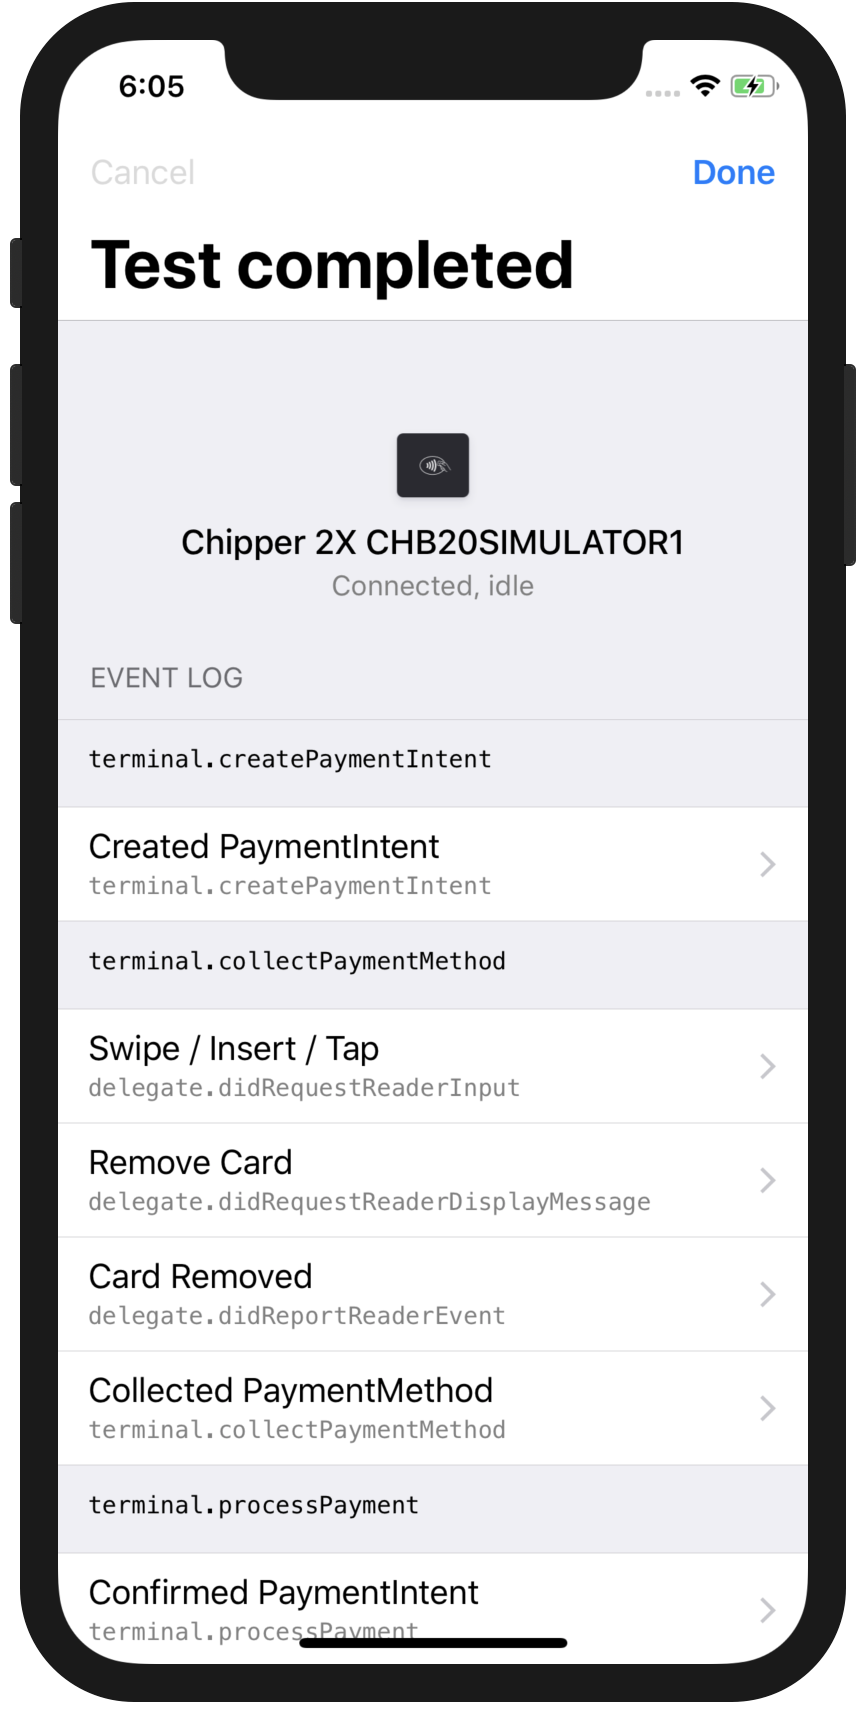 6:05
Cancel Done
Test completed
Chipper 2X CHB20SIMULATOR1
Connected, idle
EVENT LOG
terminal.createPaymentIntent
Created PaymentIntent
terminal.createPaymentIntent
terminal.collectPaymentMethod
Swipe / Insert / Tap
delegate.didRequestReaderInput
Remove Card
delegate.didRequestReaderDisplayMessage
Card Removed
delegate.didReportReaderEvent
Collected PaymentMethod
terminal.collectPaymentMethod
terminal.processPayment
Confirmed PaymentIntent
terminal.processPayment